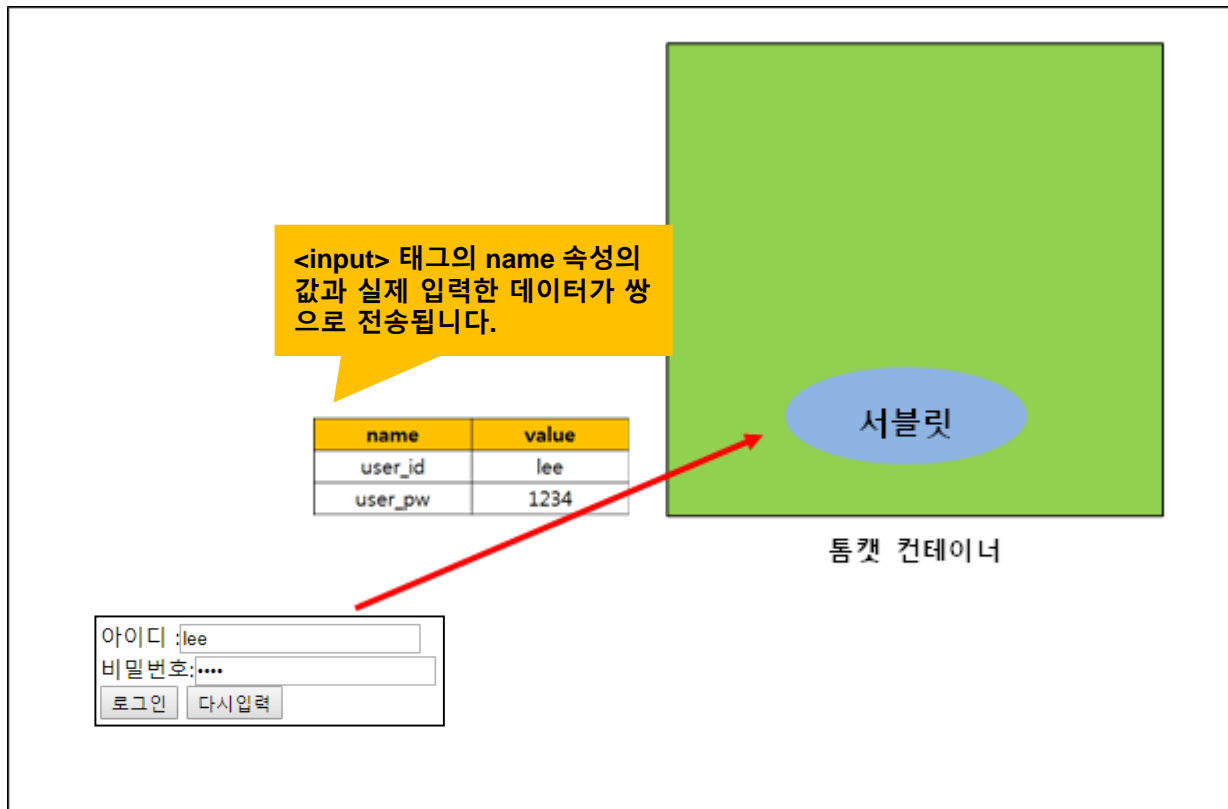 <input> 태그의 name 속성의
값과 실제 입력한 데이터가 쌍
으로 전송됩니다.
name value
user_id lee
user_pw 1234
서블릿
톰캣 컨테이너
아이디 :lee
비밀번호:••••
로그인 다시입력